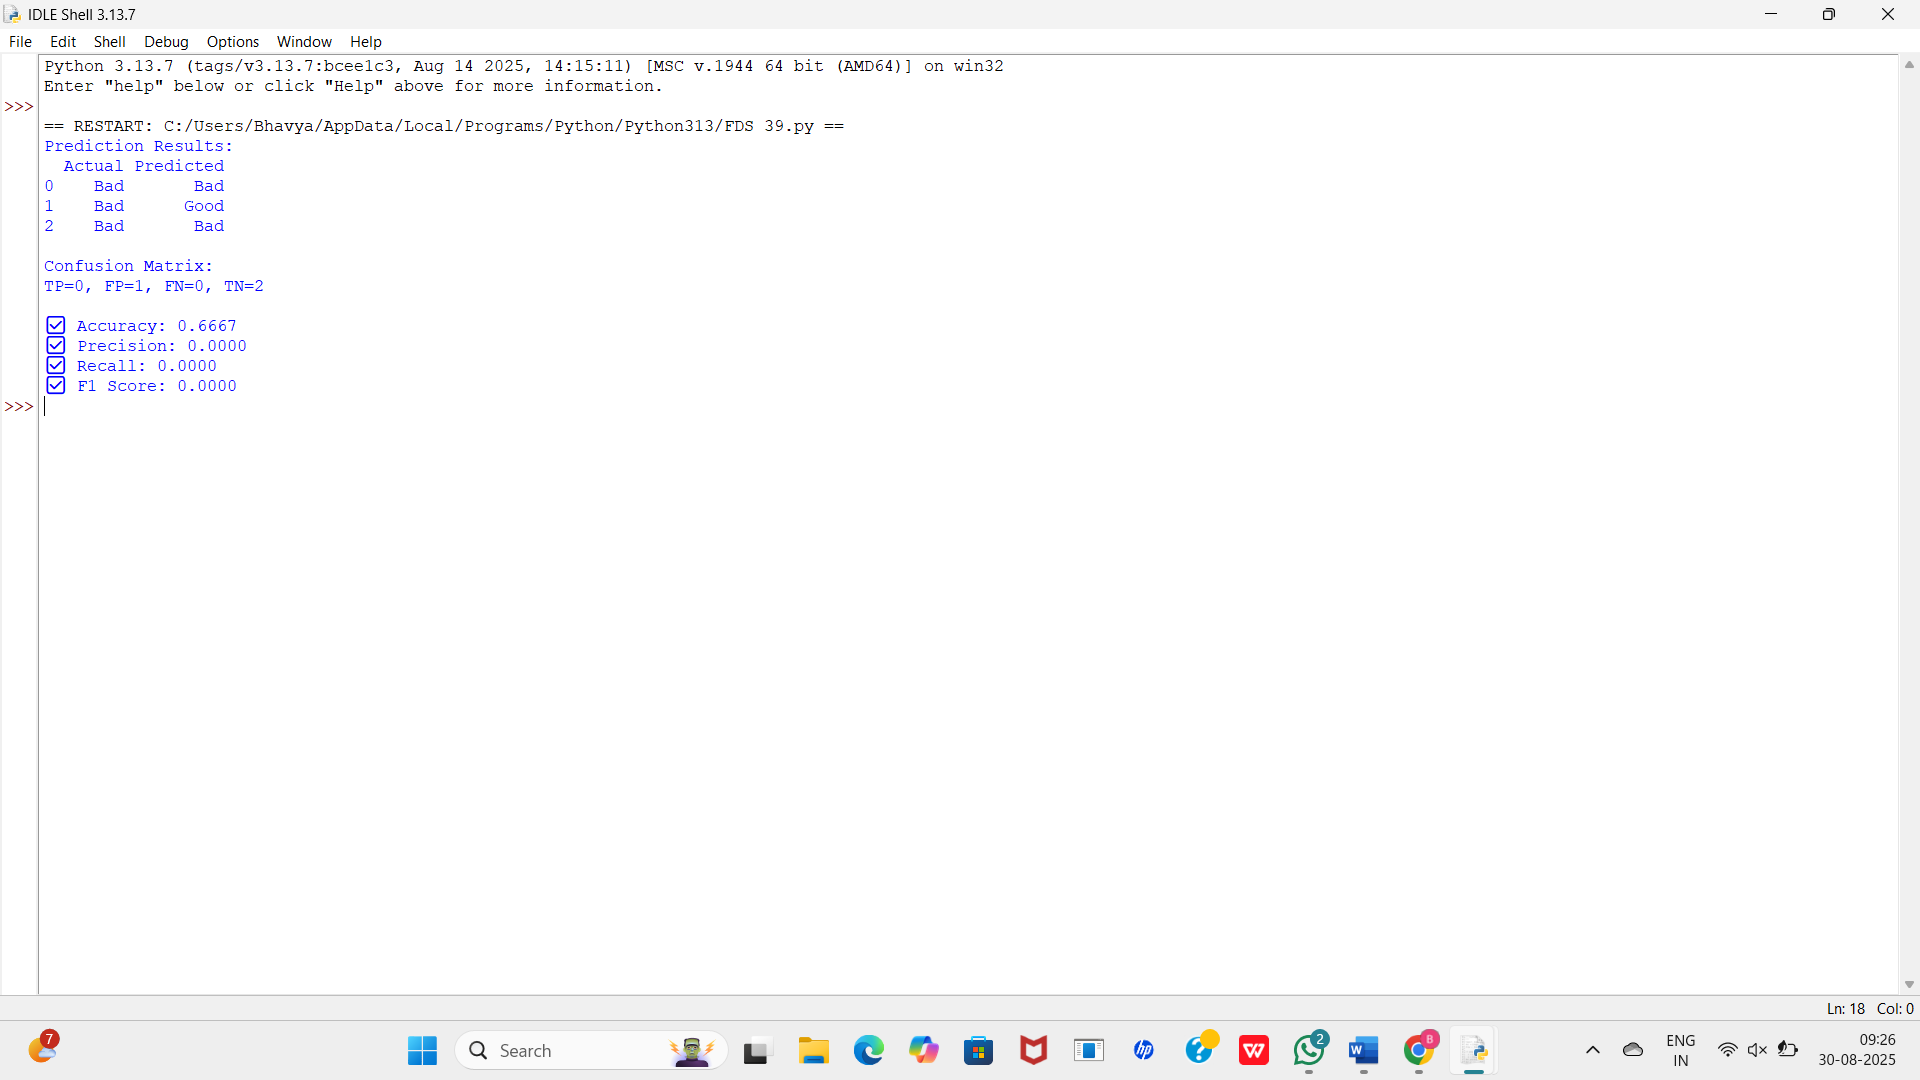 IDLE Shell 3.13.7
File Edit Shell Debug Options Window Help
Python 3.13.7 (tags/v3.13.7:bcee1c3, Aug 14 2025, 14:15:11) [MSC v.1944 64 bit (AMD64)] on win32
Enter "help" below or click "Help" above for more information.
>>>
== RESTART: C:/Users/Bhavya/AppData/Local/Programs/Python/Python313/FDS 39.py ==
Prediction Results:
  Actual Predicted
0    Bad       Bad
1    Bad      Good
2    Bad       Bad
Confusion Matrix:
TP=0, FP=1, FN=0, TN=2
☑ Accuracy: 0.6667
☑ Precision: 0.0000
☑ Recall: 0.0000
☑ F1 Score: 0.0000
>>>
Ln: 18 Col: 0
7
Search
hp
W
2
W
B
ENG
IN
09:26
30-08-2025